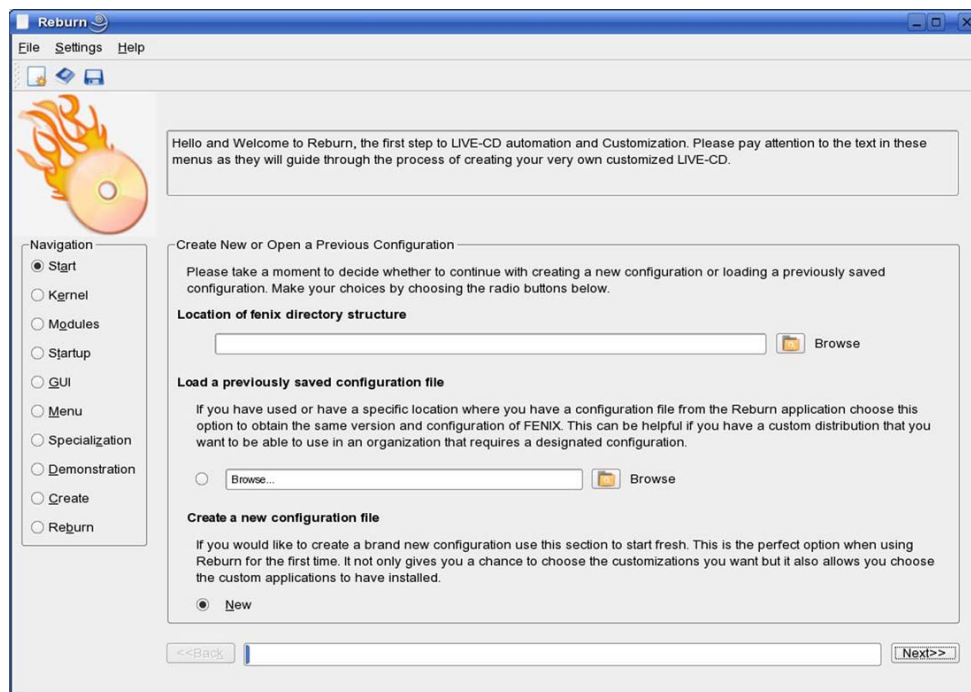 Reburn
File Settings Help
Hello and Welcome to Reburn, the first step to LIVE-CD automation and Customization. Please pay attention to the text in these
menus as they will guide through the process of creating your very own customized LIVE-CD.
Navigation
Start
Kernel
Modules
Startup
GUI
Menu
Specialization
Demonstration
Create
Reburn
Create New or Open a Previous Configuration
Please take a moment to decide whether to continue with creating a new configuration or loading a previously saved
configuration. Make your choices by choosing the radio buttons below.
Location of fenix directory structure
Browse
Load a previously saved configuration file
If you have used or have a specific location where you have a configuration file from the Reburn application choose this
option to obtain the same version and configuration of FENIX. This can be helpful if you have a custom distribution that you
want to be able to use in an organization that requires a designated configuration.
Browse...
Browse
Create a new configuration file
If you would like to create a brand new configuration use this section to start fresh. This is the perfect option when using
Reburn for the first time. It not only gives you a chance to choose the customizations you want but it also allows you choose
the custom applications to have installed.
New
<<Back
Next>>